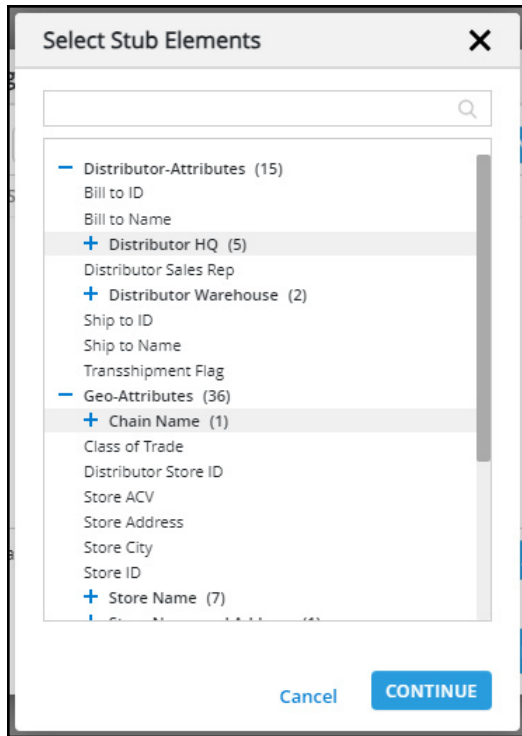 Select Stub Elements
Distributor-Attributes (15)
Bill to ID
Bill to Name
Distributor HQ (5)
Distributor Sales Rep
Distributor Warehouse (2)
Ship to ID
Ship to Name
Transshipment Flag
Geo-Attributes (36)
Chain Name (1)
Class of Trade
Distributor Store ID
Store ACV
Store Address
Store City
Store ID
Store Name (7)
Cancel
CONTINUE